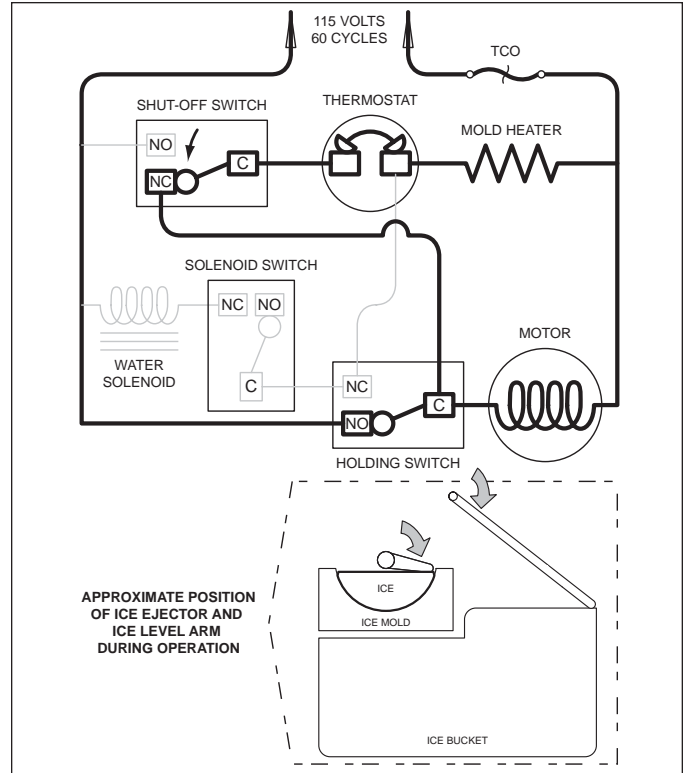 115 VOLTS
60 CYCLES
TCO
SHUT-OFF SWITCH
THERMOSTAT
MOLD HEATER
NO
C
NC
SOLENOID SWITCH
NC NO
MOTOR
WATER
SOLENOID
C
NC
C
NO
HOLDING SWITCH
APPROXIMATE POSITION
OF ICE EJECTOR AND
ICE LEVEL ARM
DURING OPERATION
ICE
ICE MOLD
ICE BUCKET